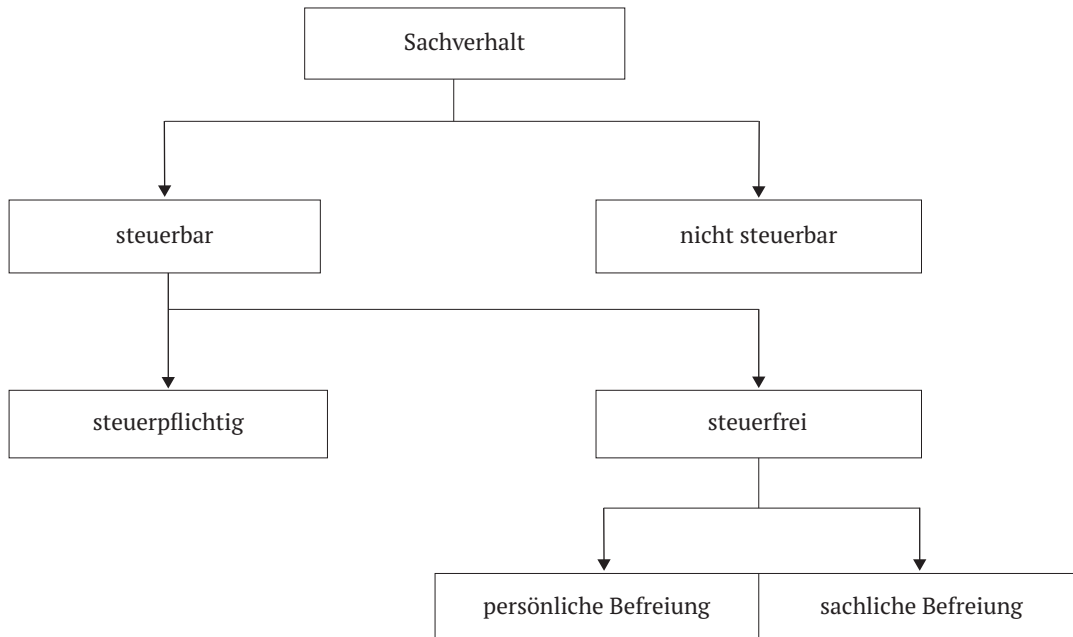 Sachverhalt
steuerbar
nicht steuerbar
steuerpflichtig
steuerfrei
persönliche Befreiung
sachliche Befreiung